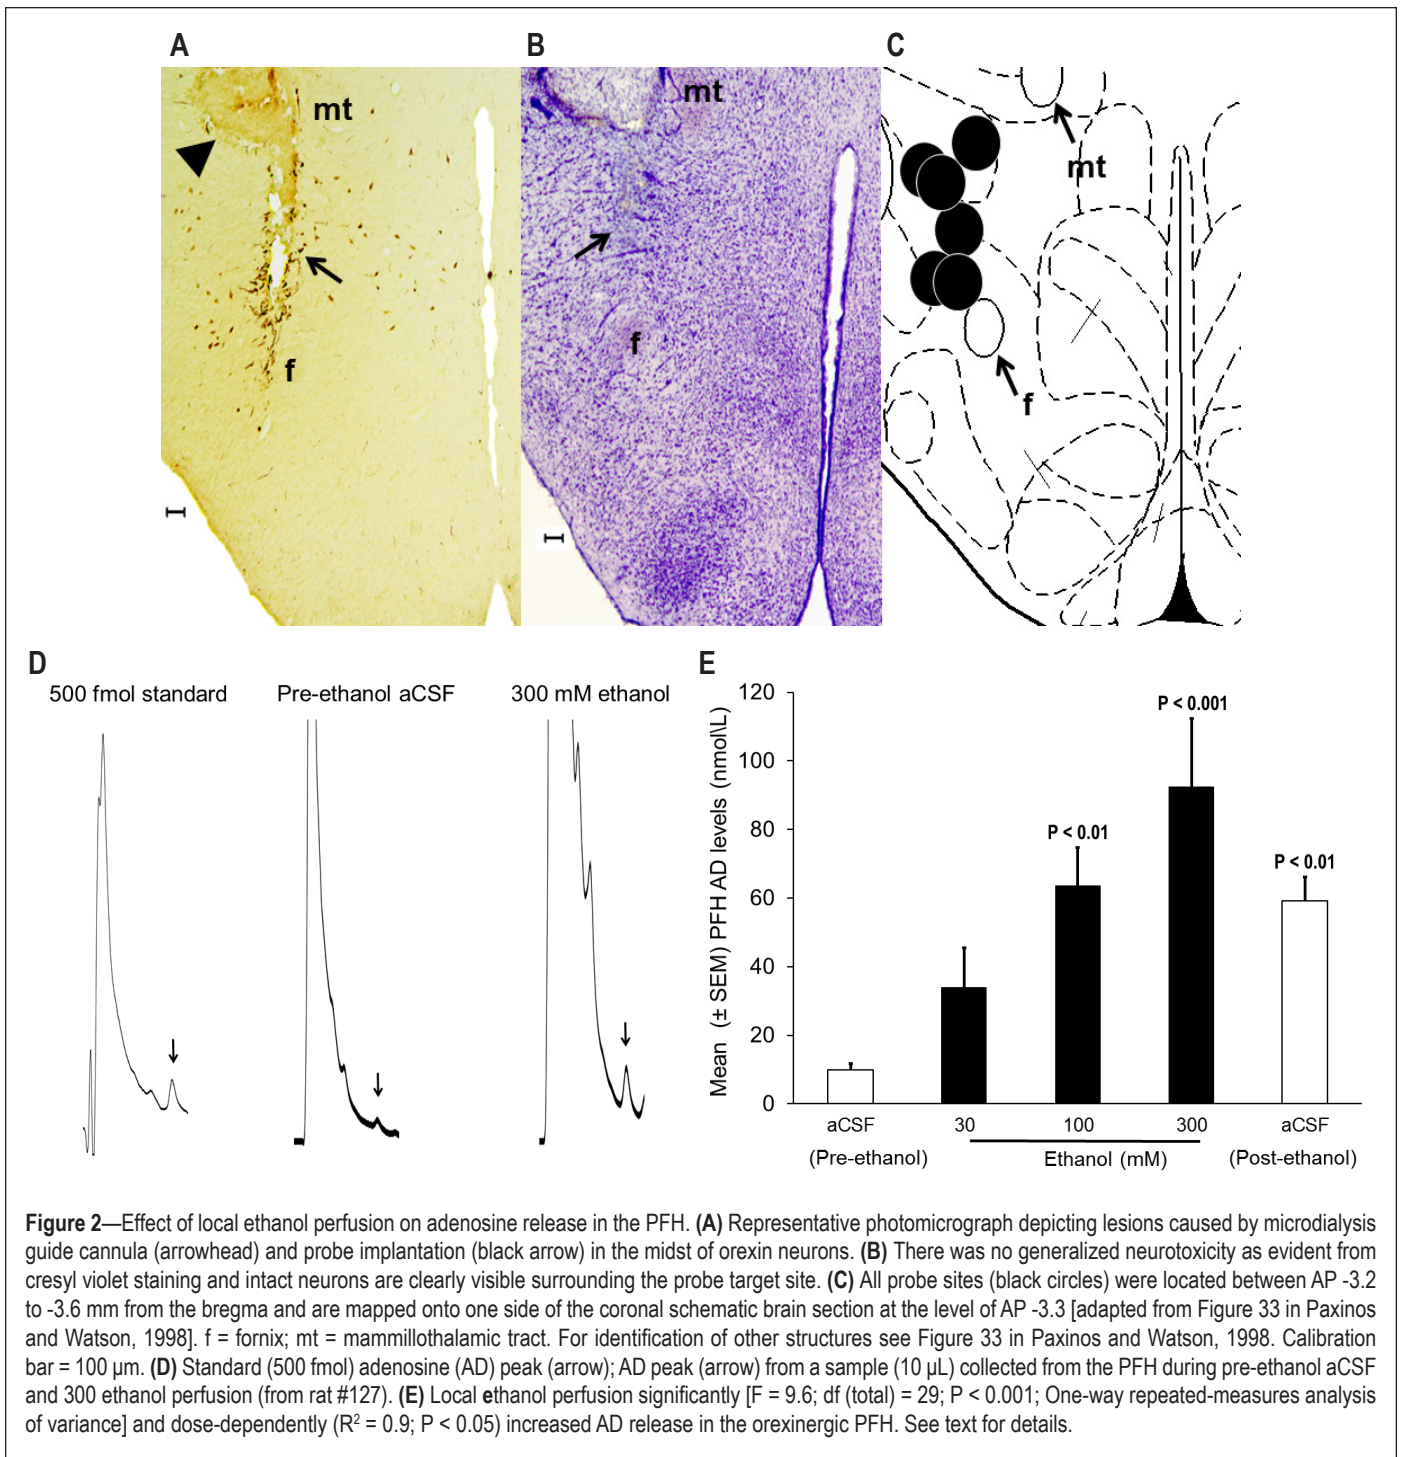 A
B
C
mt
mt
mt
f
f
f
D
500 fmol standard
Pre-ethanol aCSF
300 mM ethanol
E
Mean (± SEM) PFH AD levels (nmol\L)
120
100
80
60
40
20
0
P < 0.01
P < 0.001
P < 0.01
aCSF
30
100
300
aCSF
(Pre-ethanol)
Ethanol (mM)
(Post-ethanol)
Figure 2—Effect of local ethanol perfusion on adenosine release in the PFH. (A) Representative photomicrograph depicting lesions caused by microdialysis
guide cannula (arrowhead) and probe implantation (black arrow) in the midst of orexin neurons. (B) There was no generalized neurotoxicity as evident from
cresyl violet staining and intact neurons are clearly visible surrounding the probe target site. (C) All probe sites (black circles) were located between AP -3.2
to -3.6 mm from the bregma and are mapped onto one side of the coronal schematic brain section at the level of AP -3.3 [adapted from Figure 33 in Paxinos
and Watson, 1998]. f = fornix; mt = mammillothalamic tract. For identification of other structures see Figure 33 in Paxinos and Watson, 1998. Calibration
bar = 100 µm. (D) Standard (500 fmol) adenosine (AD) peak (arrow); AD peak (arrow) from a sample (10 µL) collected from the PFH during pre-ethanol aCSF
and 300 ethanol perfusion (from rat #127). (E) Local ethanol perfusion significantly [F = 9.6; df (total) = 29; P < 0.001; One-way repeated-measures analysis
of variance] and dose-dependently (R² = 0.9; P < 0.05) increased AD release in the orexinergic PFH. See text for details.